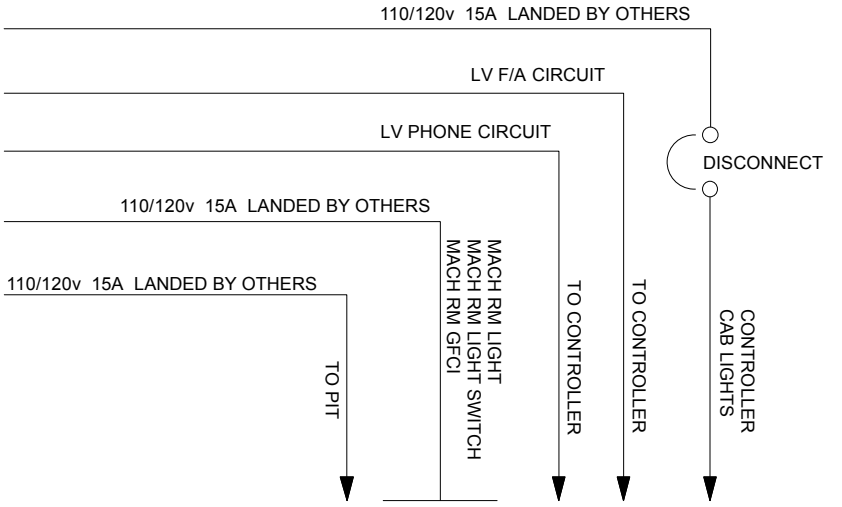 110/120v 15A LANDED BY OTHERS
LV F/A CIRCUIT
LV PHONE CIRCUIT
DISCONNECT
110/120v 15A LANDED BY OTHERS
110/120v 15A LANDED BY OTHERS
TO PIT
MACH RM LIGHT
MACH RM LIGHT SWITCH
MACH RM GFCI
TO CONTROLLER
TO CONTROLLER
CONTROLLER
CAB LIGHTS